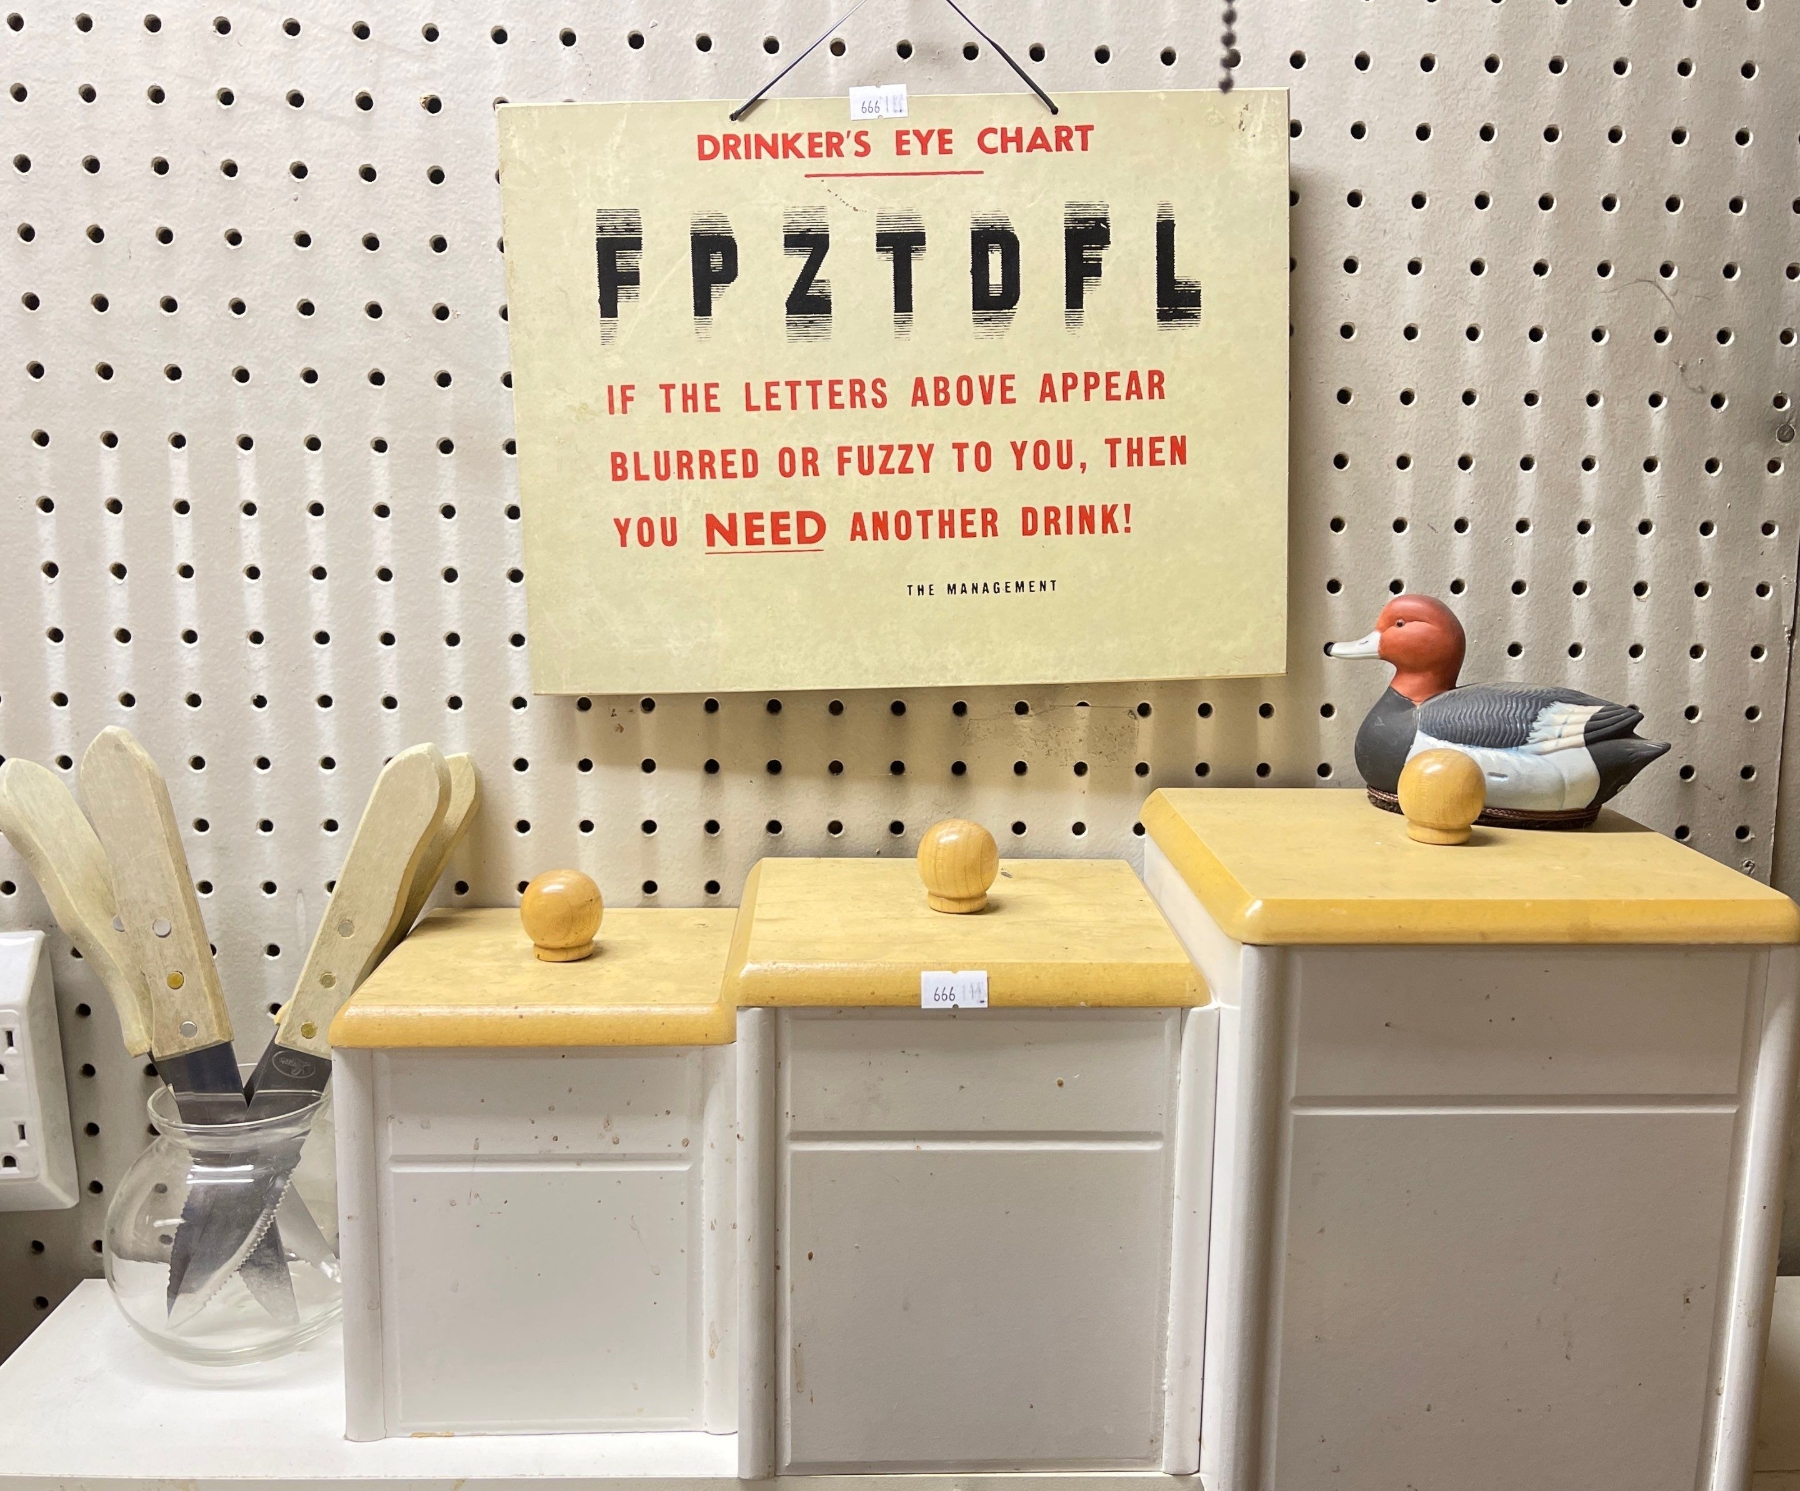 666
DRINKER'S EYE CHART
F P Z T D F L
IF THE LETTERS ABOVE APPEAR
BLURRED OR FUZZY TO YOU, THEN
YOU NEED ANOTHER DRINK!
THE MANAGEMENT
666